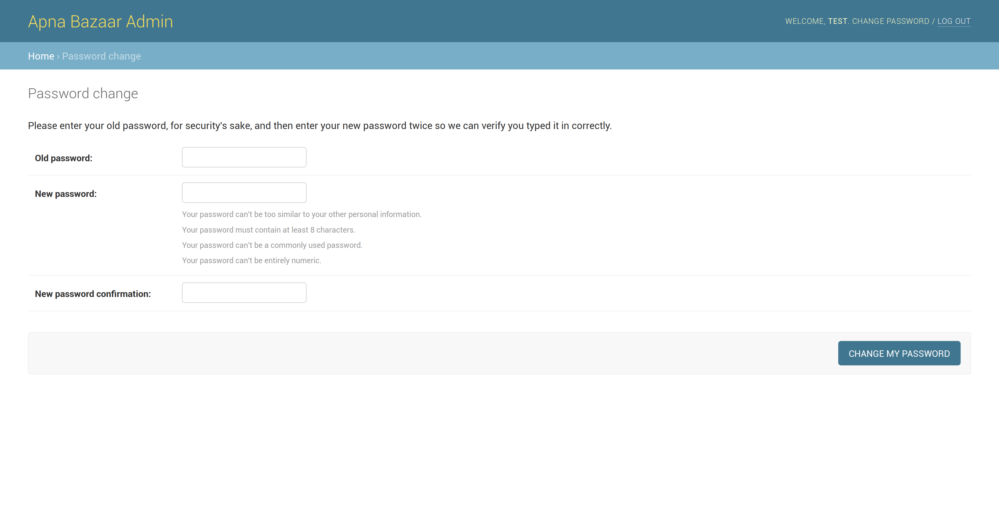 Apna Bazaar Admin
WELCOME, TEST. CHANGE PASSWORD / LOG OUT
Home › Password change
Password change
Please enter your old password, for security's sake, and then enter your new password twice so we can verify you typed it in correctly.
Old password:
New password:
Your password can't be too similar to your other personal information.
Your password must contain at least 8 characters.
Your password can't be a commonly used password.
Your password can't be entirely numeric.
New password confirmation:
CHANGE MY PASSWORD